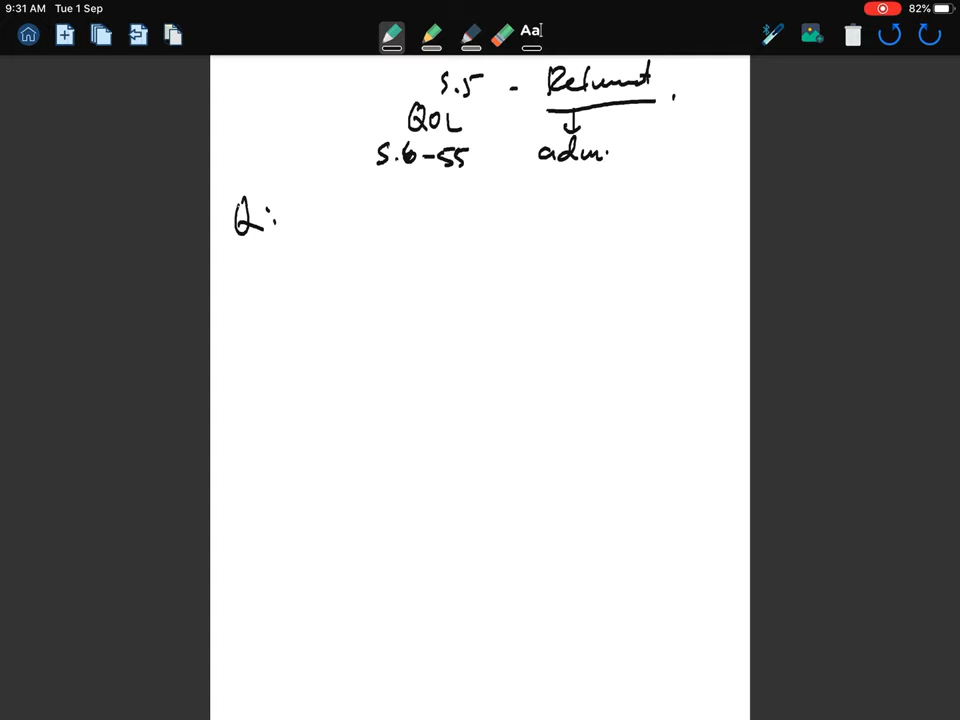 9:31 AM Tue 1 Sep 82%
Aa
S.5 - Relevant.
QOL
S.6-55 adm.
Q: